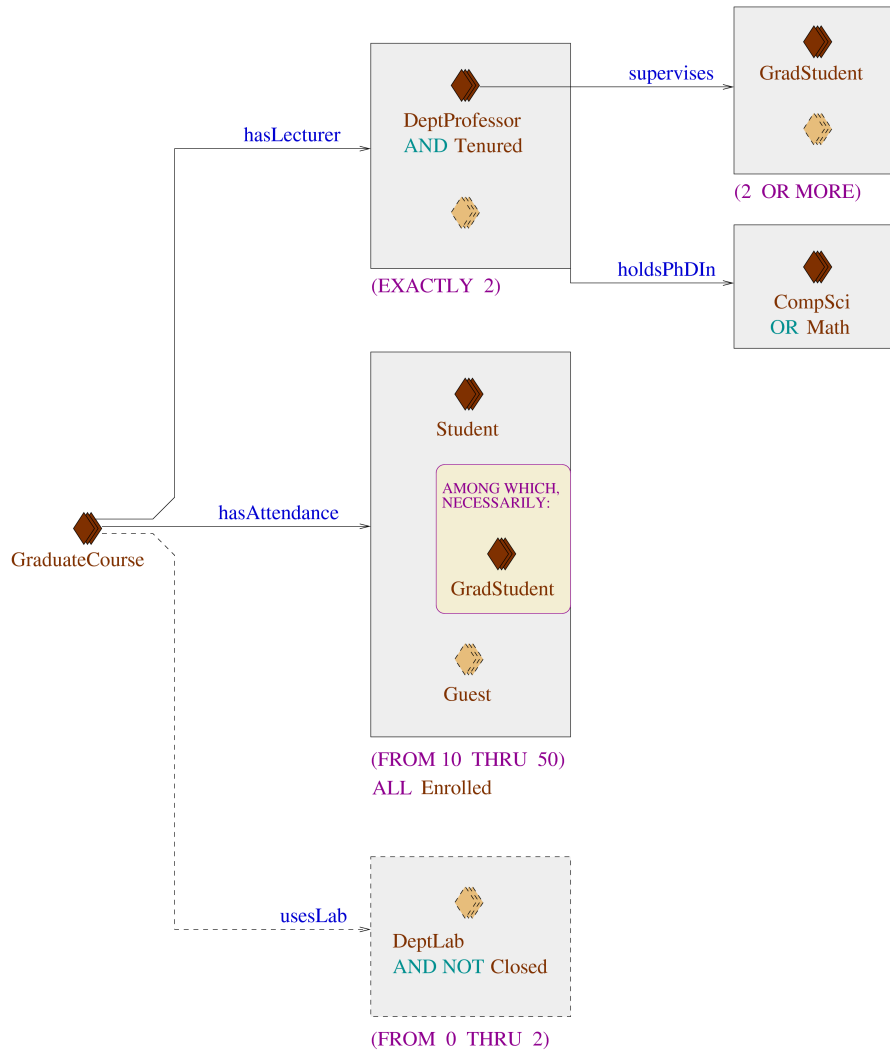 supervises
GradStudent
hasLecturer
DeptProfessor
AND Tenured
(2 OR MORE)
holdsPhDIn
(EXACTLY 2)
CompSci
OR Math
Student
AMONG WHICH,
NECESSARILY:
hasAttendance
GraduateCourse
GradStudent
Guest
(FROM 10 THRU 50)
ALL Enrolled
usesLab
DeptLab
AND NOT Closed
(FROM 0 THRU 2)